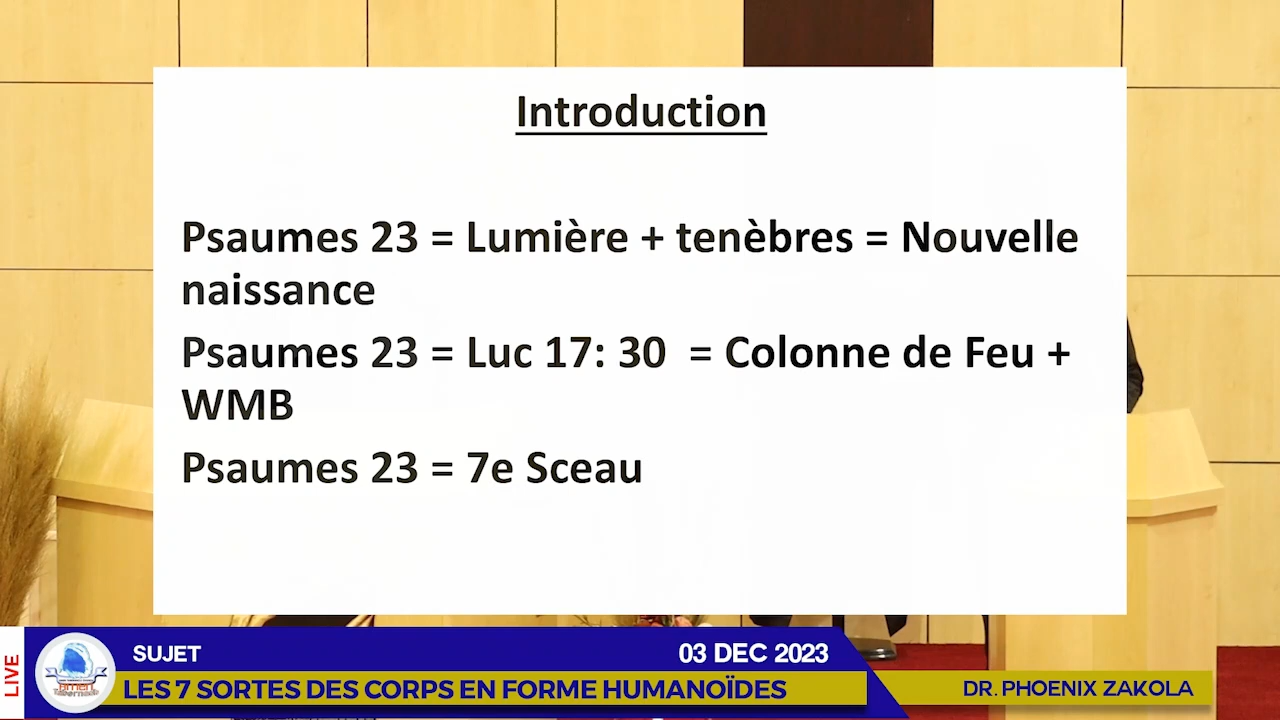 Introduction
Psaumes 23 = Lumière + tenèbres = Nouvelle
naissance
Psaumes 23 = Luc 17: 30 = Colonne de Feu +
WMB
Psaumes 23 = 7e Sceau
LIVE
SUJET
03 DEC 2023
LES 7 SORTES DES CORPS EN FORME HUMANOÏDES
DR. PHOENIX ZAKOLA